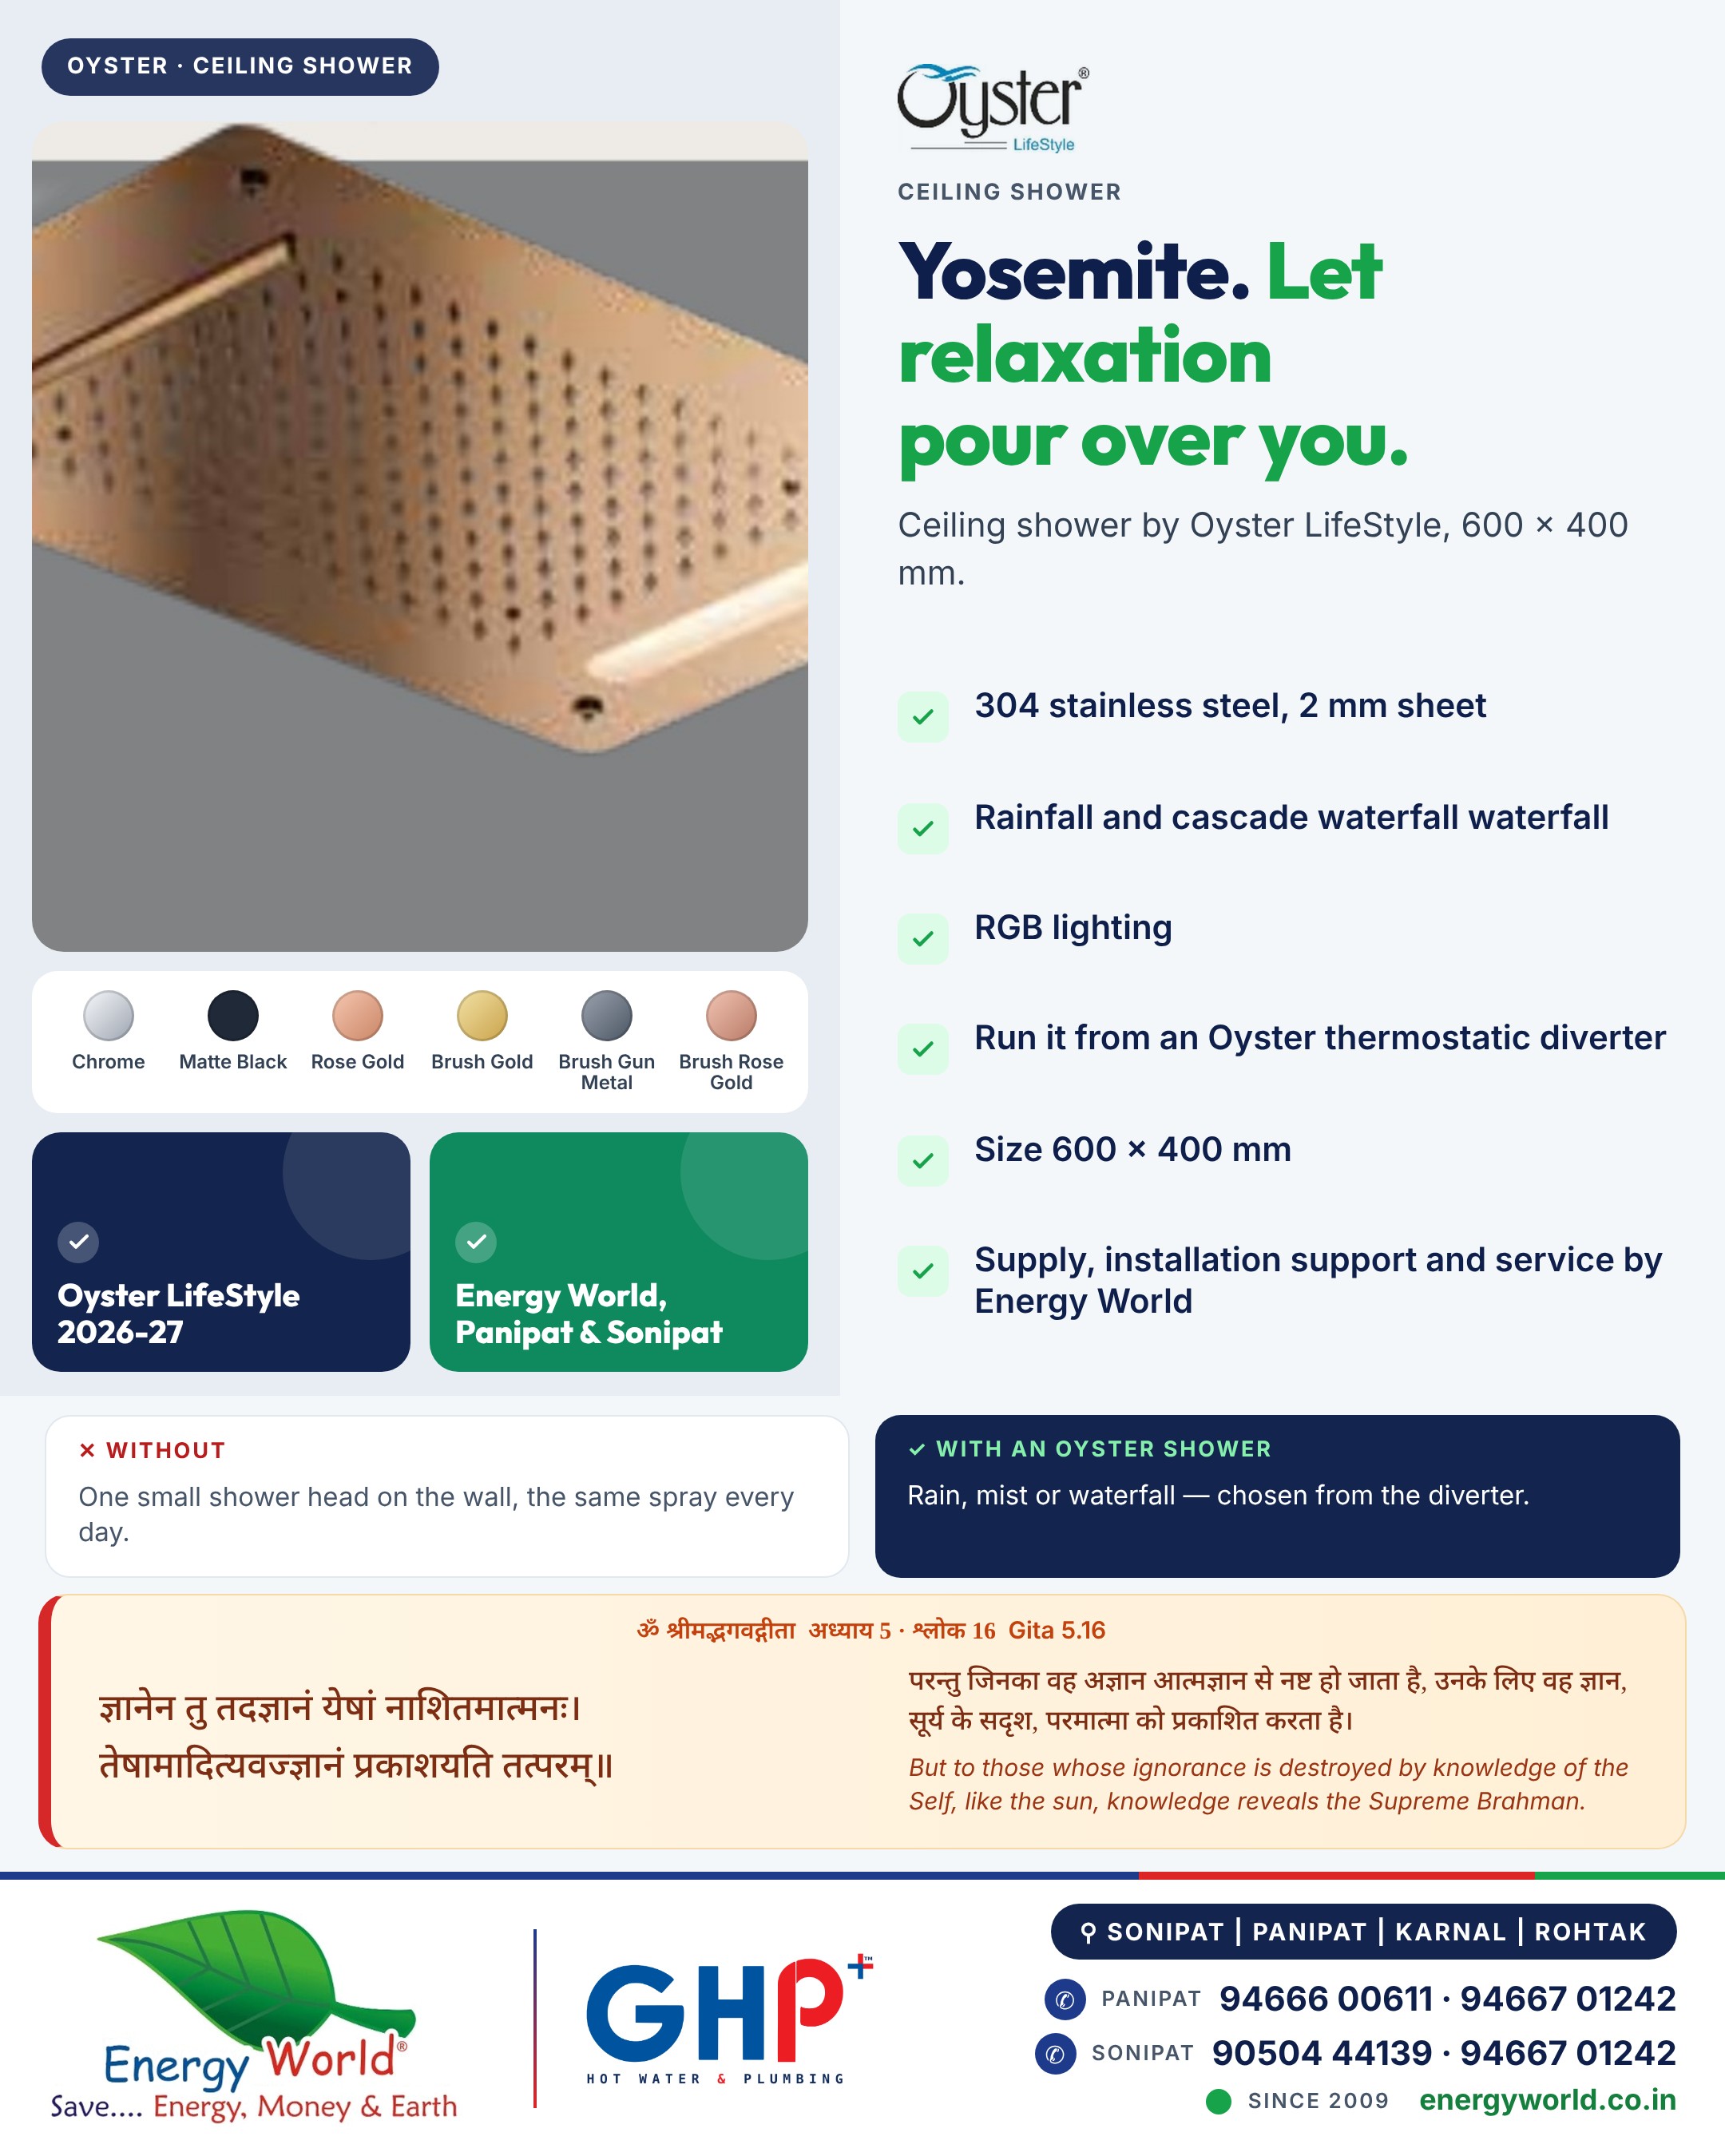 OYSTER · CEILING SHOWER
Oyster®
LifeStyle
CEILING SHOWER
Yosemite. Let
relaxation
pour over you.
Ceiling shower by Oyster LifeStyle, 600 × 400
mm.
304 stainless steel, 2 mm sheet
Rainfall and cascade waterfall waterfall
RGB lighting
Run it from an Oyster thermostatic diverter
Size 600 × 400 mm
Supply, installation support and service by
Energy World
Chrome
Matte Black
Rose Gold
Brush Gold
Brush Gun
Metal
Brush Rose
Gold
Oyster LifeStyle
2026-27
Energy World,
Panipat & Sonipat
✕ WITHOUT
One small shower head on the wall, the same spray every
day.
✓ WITH AN OYSTER SHOWER
Rain, mist or waterfall — chosen from the diverter.
ॐ श्रीमद्भगवद्गीता अध्याय 5 · श्लोक 16 Gita 5.16
ज्ञानेन तु तदज्ञानं येषां नाशितमात्मनः।
तेषामादित्यवज्ज्ञानं प्रकाशयति तत्परम्॥
परन्तु जिनका वह अज्ञान आत्मज्ञान से नष्ट हो जाता है, उनके लिए वह ज्ञान,
सूर्य के सदृश, परमात्मा को प्रकाशित करता है।
But to those whose ignorance is destroyed by knowledge of the
Self, like the sun, knowledge reveals the Supreme Brahman.
Energy World®
Save.... Energy, Money & Earth
GHP+™
HOT WATER & PLUMBING
SONIPAT | PANIPAT | KARNAL | ROHTAK
PANIPAT 94666 00611 · 94667 01242
SONIPAT 90504 44139 · 94667 01242
SINCE 2009 energyworld.co.in